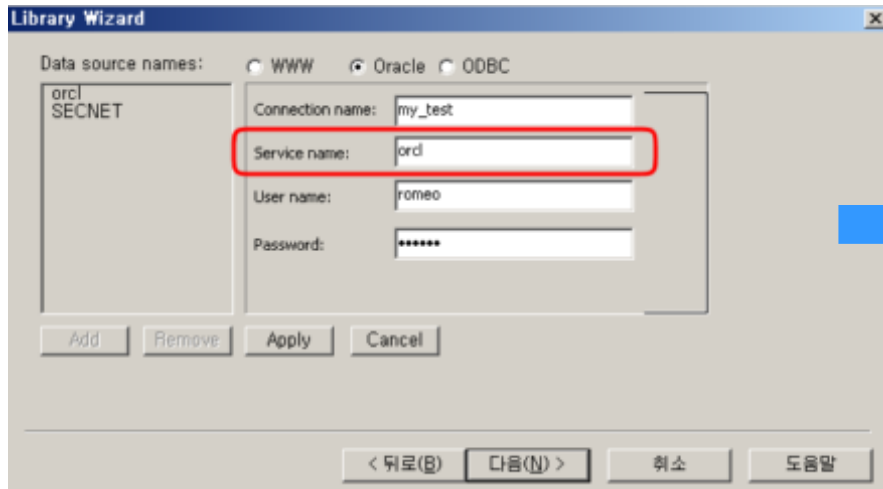 Library Wizard
Data source names:
WWW Oracle ODBC
orcl
SECNET
Connection name: my_test
Service name: orcl
User name: romeo
Password: ••••••
Add Remove Apply Cancel
< 뒤로(B) 다음(N) > 취소 도움말